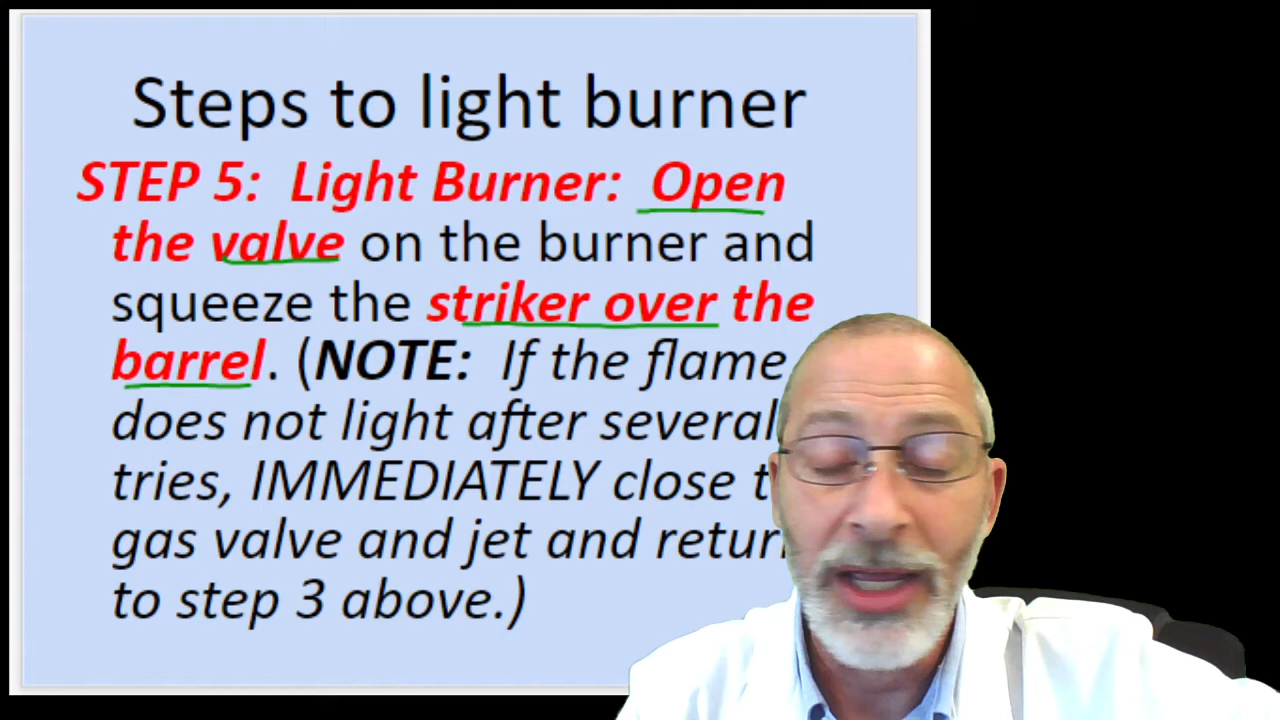 Steps to light burner
STEP 5: Light Burner: Open
the valve on the burner and
squeeze the striker over the
barrel. (NOTE: If the flame
does not light after several
tries, IMMEDIATELY close
gas valve and jet and return
to step 3 above.)